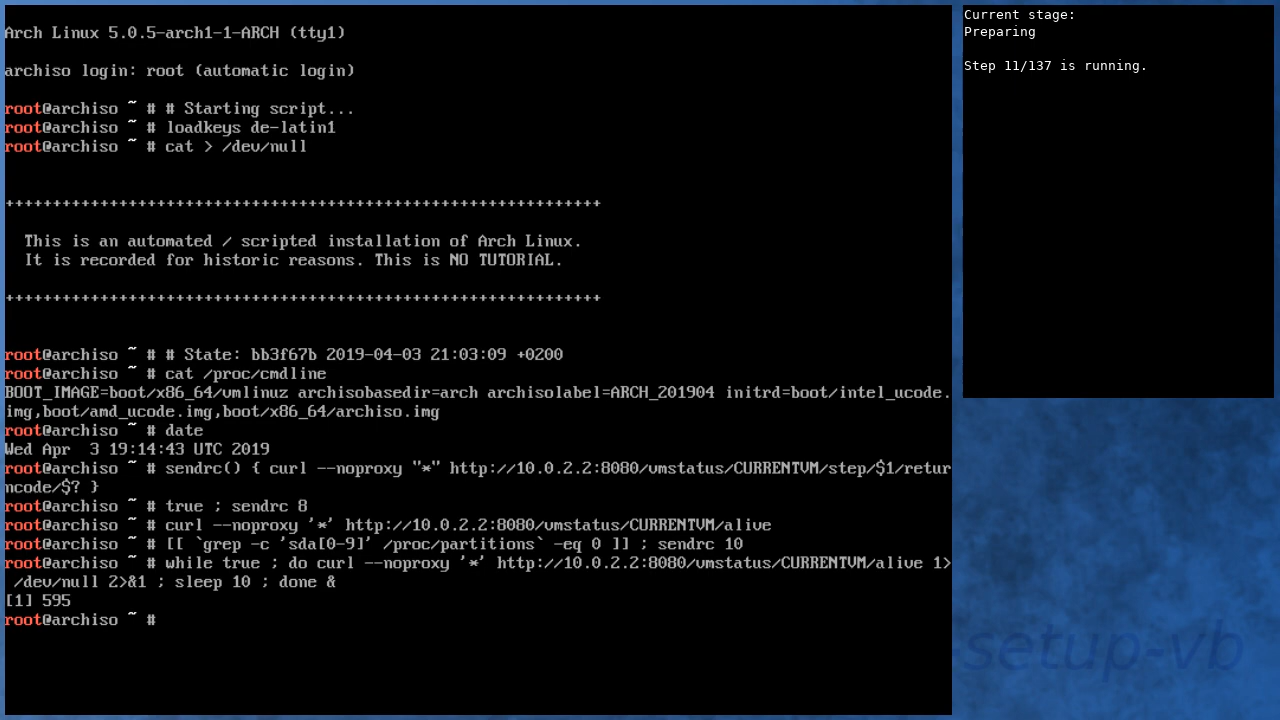 Arch Linux 5.0.5-arch1-1-ARCH (tty1)
archiso login: root (automatic login)
root@archiso ~ # # Starting script...
root@archiso ~ # loadkeys de-latin1
root@archiso ~ # cat > /dev/null
+++++++++++++++++++++++++++++++++++++++++++++++++++++++++++++++
This is an automated / scripted installation of Arch Linux.
It is recorded for historic reasons. This is NO TUTORIAL.
+++++++++++++++++++++++++++++++++++++++++++++++++++++++++++++++
root@archiso ~ # # State: bb3f67b 2019-04-03 21:03:09 +0200
root@archiso ~ # cat /proc/cmdline
BOOT_IMAGE=boot/x86_64/vmlinuz archisobasedir=arch archisolabel=ARCH_201904 initrd=boot/intel_ucode.
img,boot/amd_ucode.img,boot/x86_64/archiso.img
root@archiso ~ # date
Wed Apr  3 19:14:43 UTC 2019
root@archiso ~ # sendrc() { curl --noproxy "*" http://10.0.2.2:8080/vmstatus/CURRENTVM/step/$1/retur
ncode/$? }
root@archiso ~ # true ; sendrc 8
root@archiso ~ # curl --noproxy '*' http://10.0.2.2:8080/vmstatus/CURRENTVM/alive
root@archiso ~ # [[ `grep -c 'sda[0-9]' /proc/partitions` -eq 0 ]] ; sendrc 10
root@archiso ~ # while true ; do curl --noproxy '*' http://10.0.2.2:8080/vmstatus/CURRENTVM/alive 1>
 /dev/null 2>&1 ; sleep 10 ; done &
[1] 595
root@archiso ~ #
Current stage:
Preparing
Step 11/137 is running.
-setup-vb